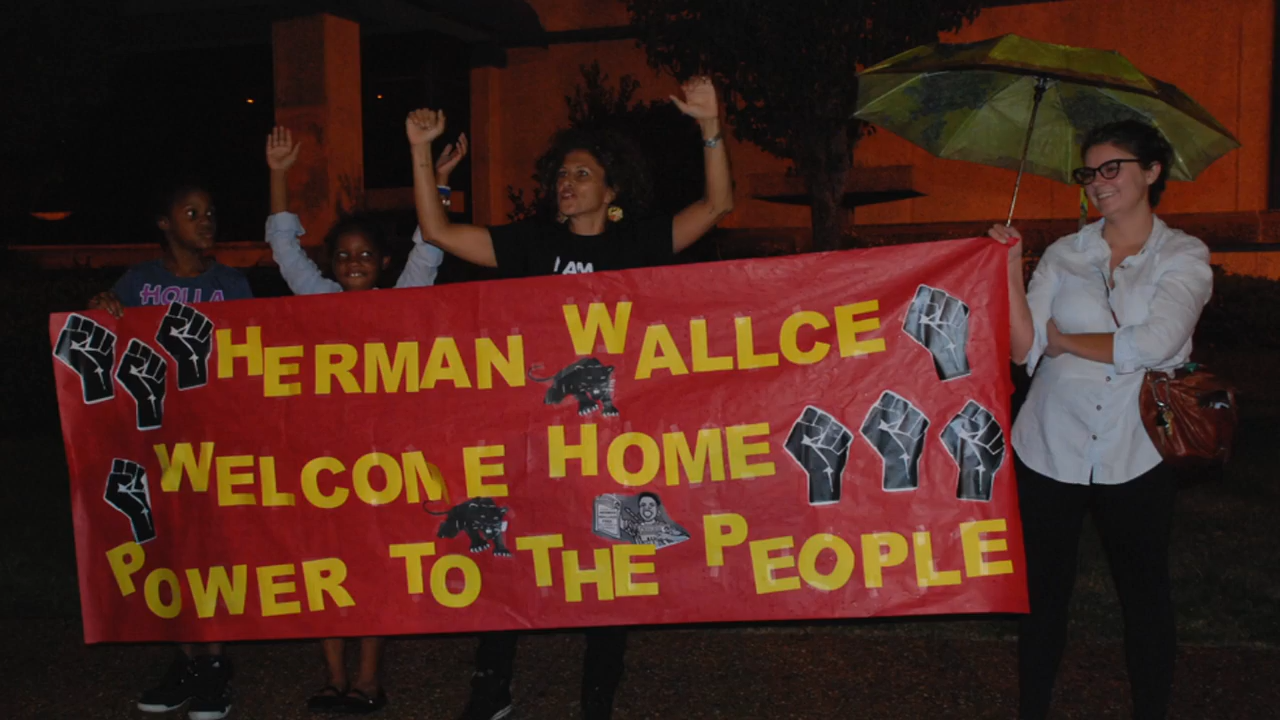 HOLLA
I AM
HERMAN WALLCE
WELCOME HOME
POWER TO THE PEOPLE